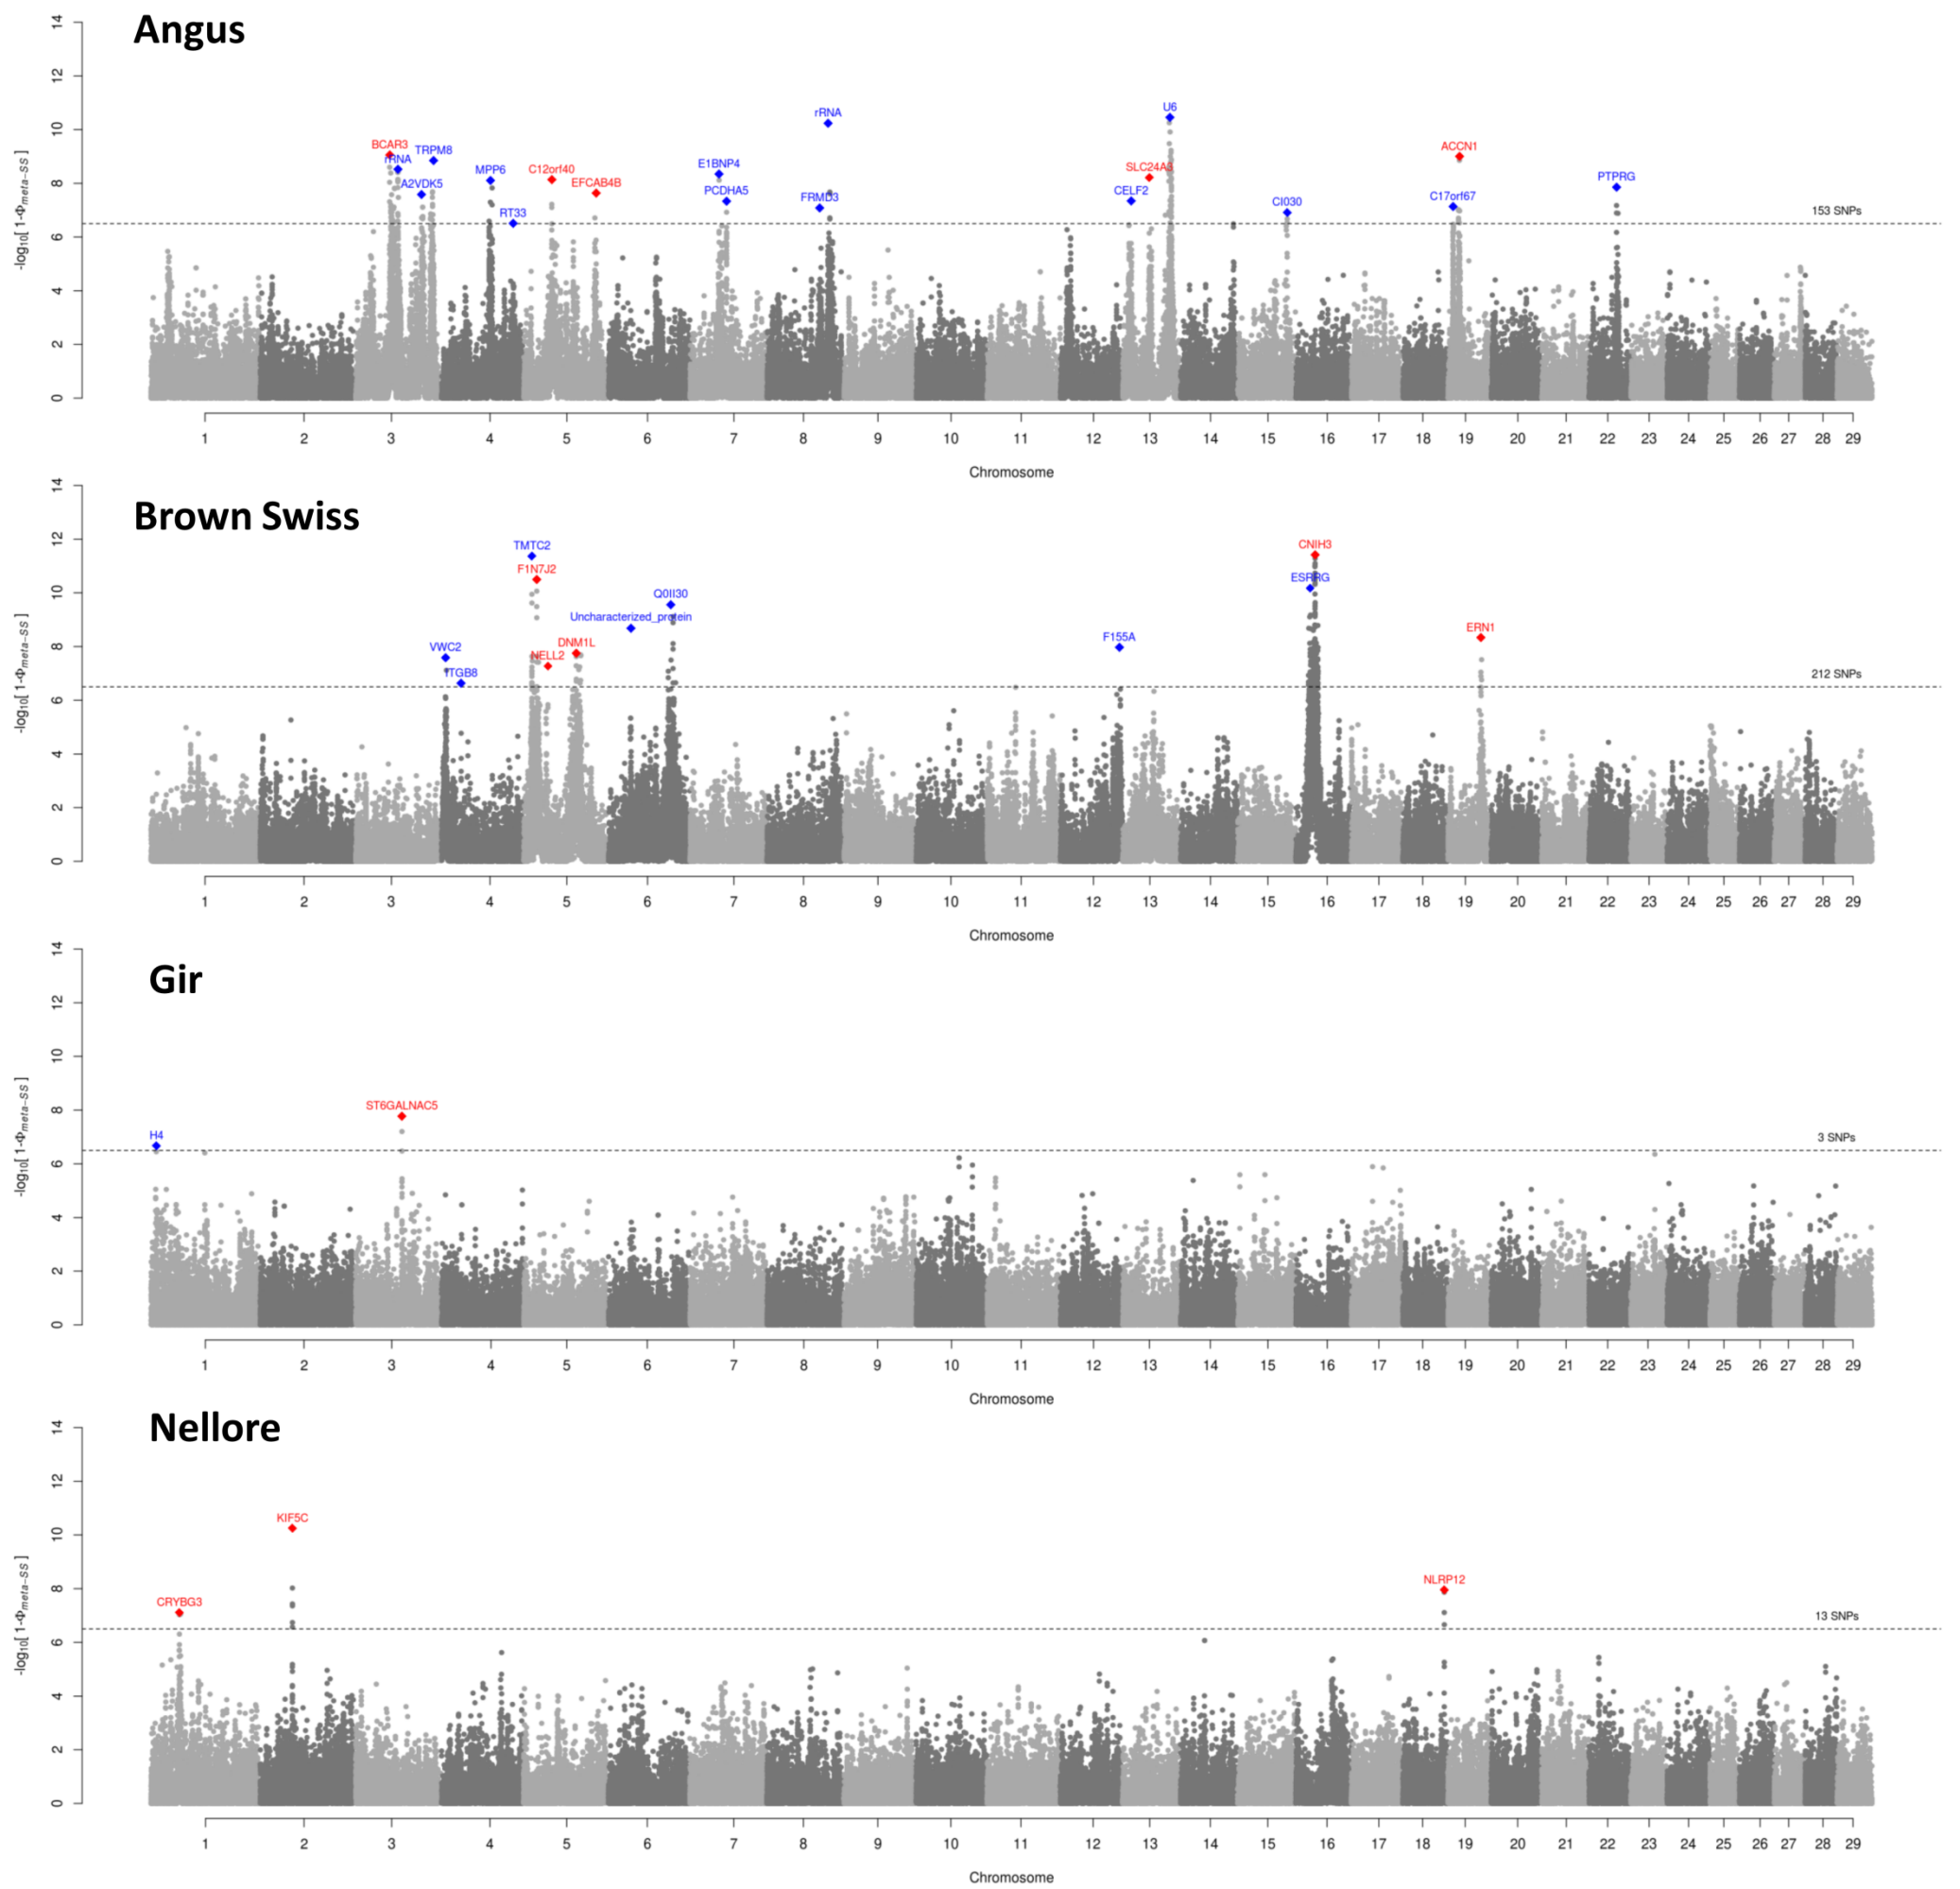 Angus
14
12
10
8
6
4
2
0
-log10[ 1-Φmeta-SS ]
U6
rRNA
BCAR3
TRPM8
rRNA
ACCN1
E1BNP4
MPP6
C12orf40
SLC24A3
A2VDK5
EFCAB4B
PTPRG
PCDHA5
CELF2
FRMD3
C17orf67
RT33
CI030
153 SNPs
1 2 3 4 5 6 7 8 9 10 11 12 13 14 15 16 17 18 19 20 21 22 23 24 25 26 27 28 29
Chromosome
Brown Swiss
14
12
10
8
6
4
2
0
-log10[ 1-Φmeta-SS ]
TMTC2
CNIH3
F1N7J2
ESRRG
Q0II30
Uncharacterized_protein
ERN1
F155A
DNM1L
VWC2
NELL2
ITGB8
212 SNPs
1 2 3 4 5 6 7 8 9 10 11 12 13 14 15 16 17 18 19 20 21 22 23 24 25 26 27 28 29
Chromosome
Gir
14
12
10
8
6
4
2
0
-log10[ 1-Φmeta-SS ]
ST6GALNAC5
H4
3 SNPs
1 2 3 4 5 6 7 8 9 10 11 12 13 14 15 16 17 18 19 20 21 22 23 24 25 26 27 28 29
Chromosome
Nellore
14
12
10
8
6
4
2
0
-log10[ 1-Φmeta-SS ]
KIF5C
NLRP12
CRYBG3
13 SNPs
1 2 3 4 5 6 7 8 9 10 11 12 13 14 15 16 17 18 19 20 21 22 23 24 25 26 27 28 29
Chromosome